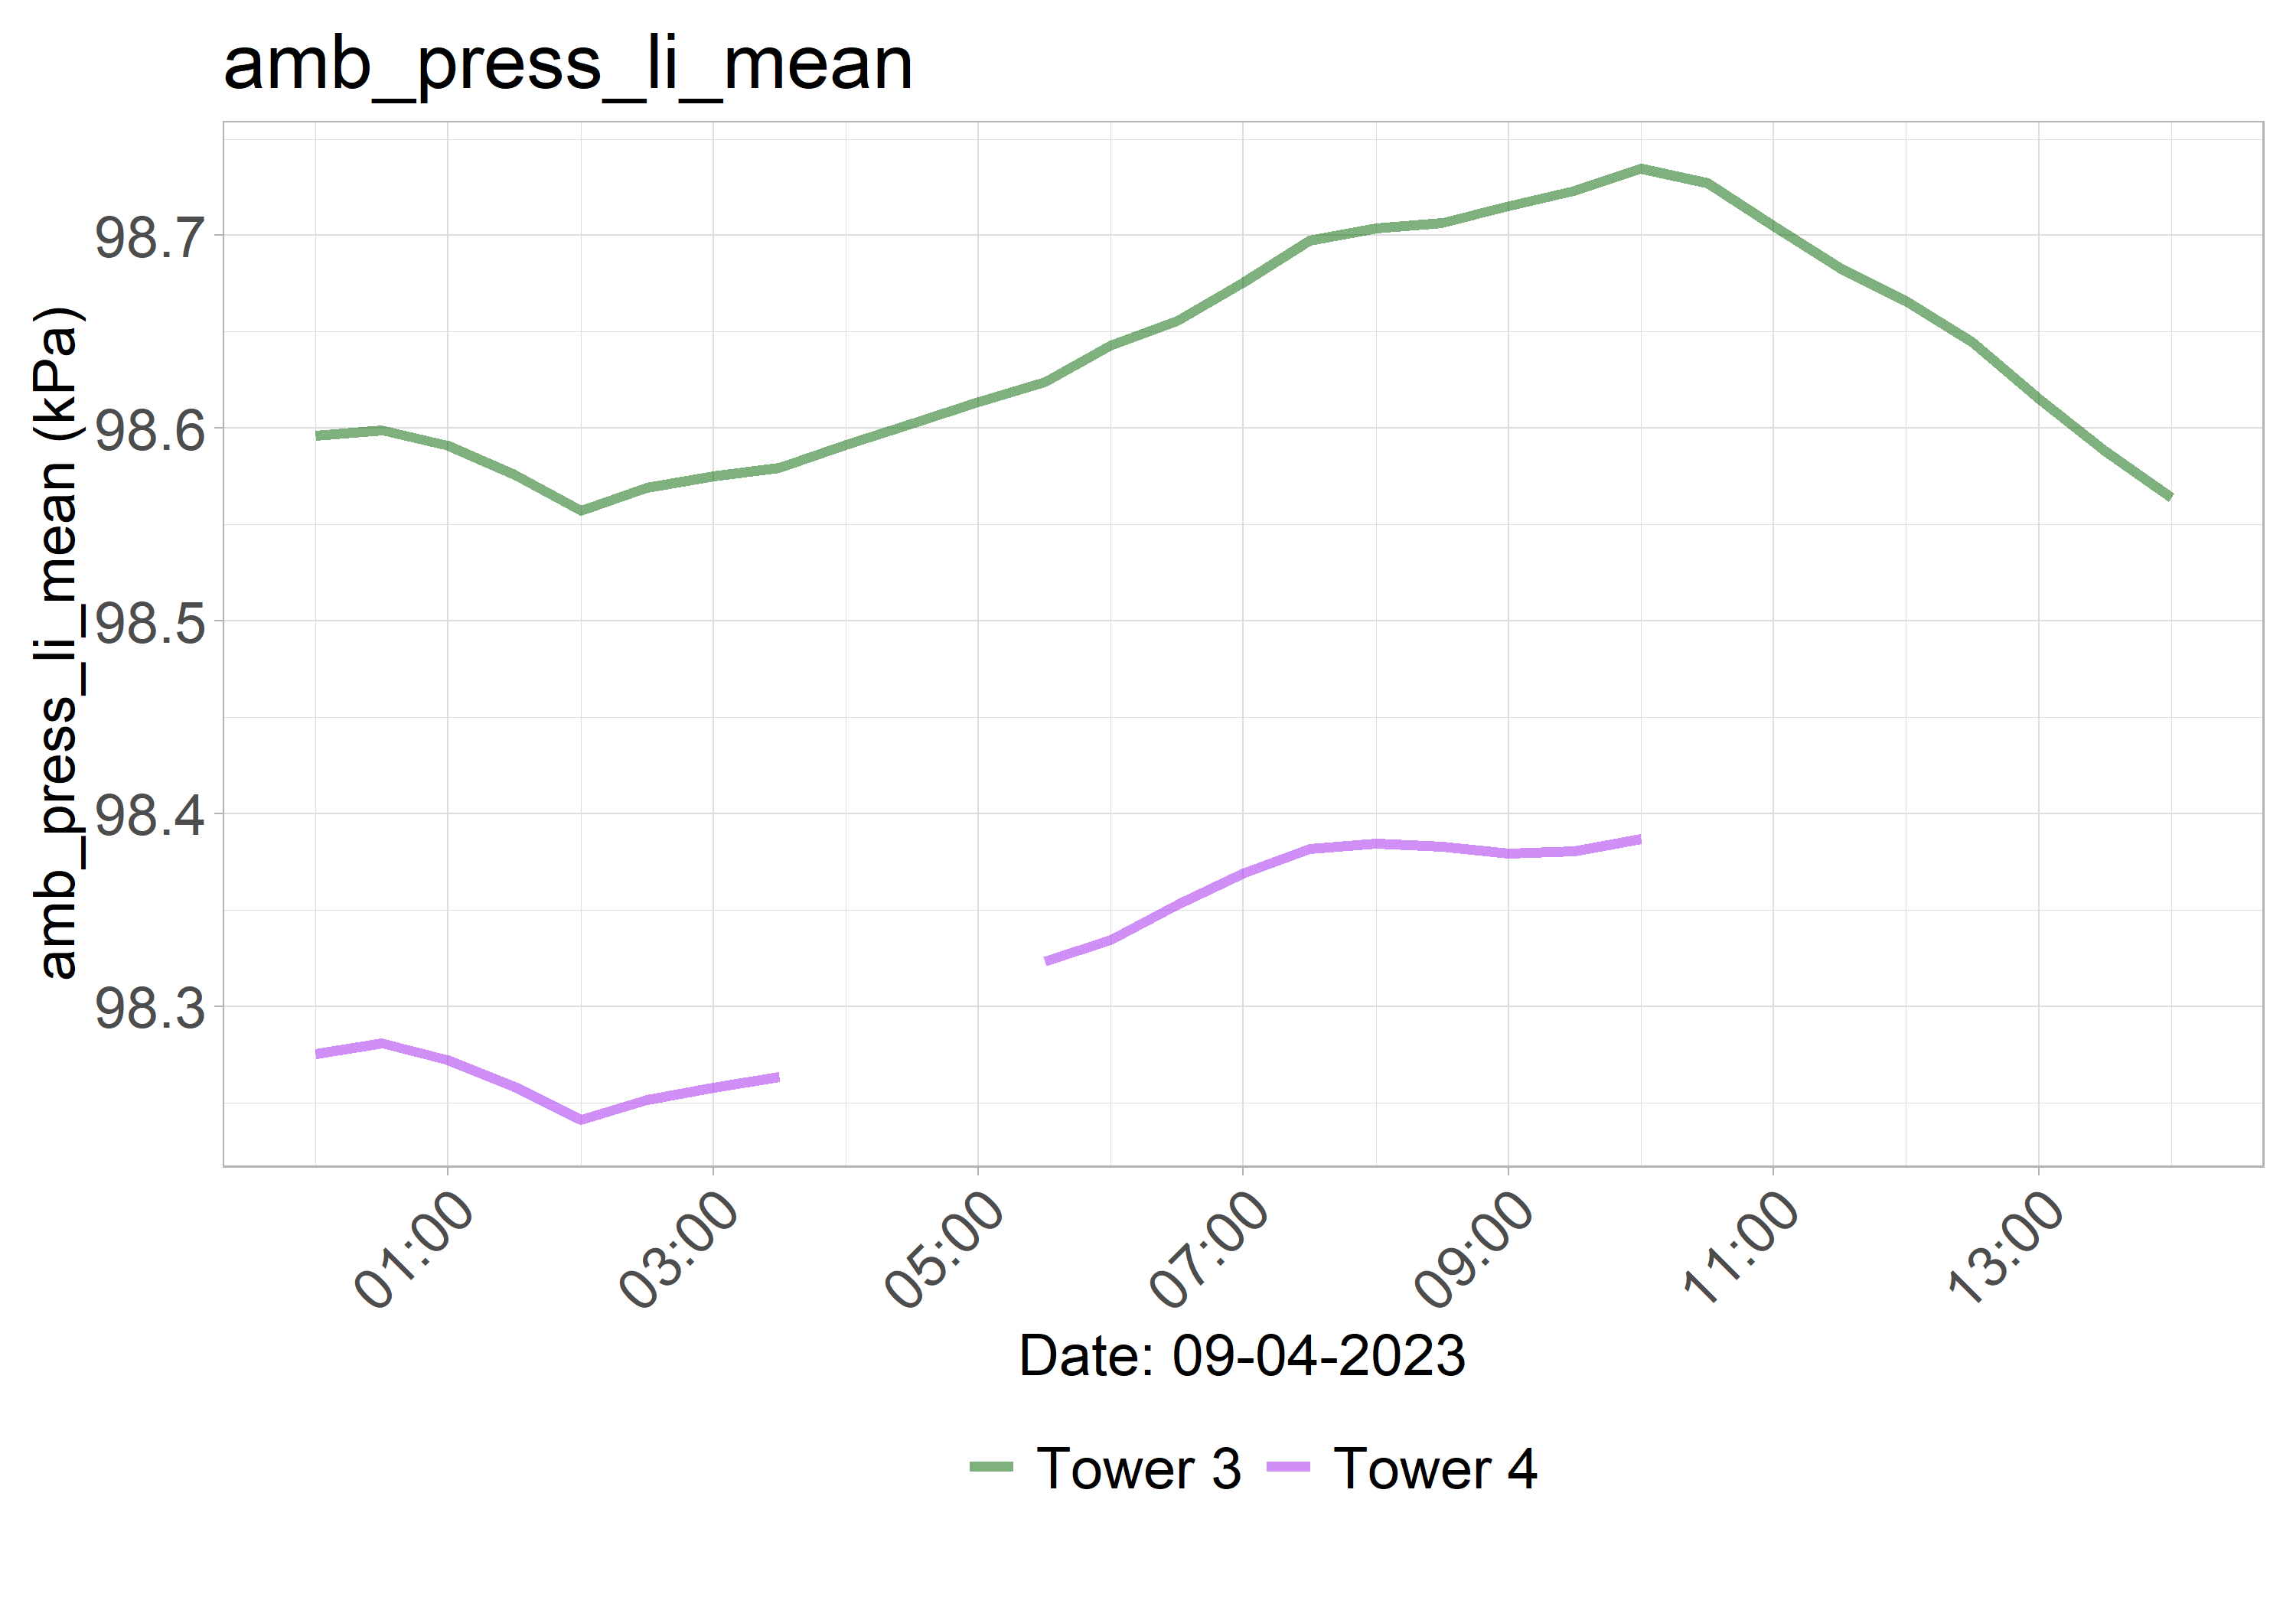 amb_press_li_mean
amb_press_li_mean (kPa)
98.7
98.6
98.5
98.4
98.3
01:00
03:00
05:00
07:00
09:00
11:00
13:00
Date: 09-04-2023
Tower 3
Tower 4